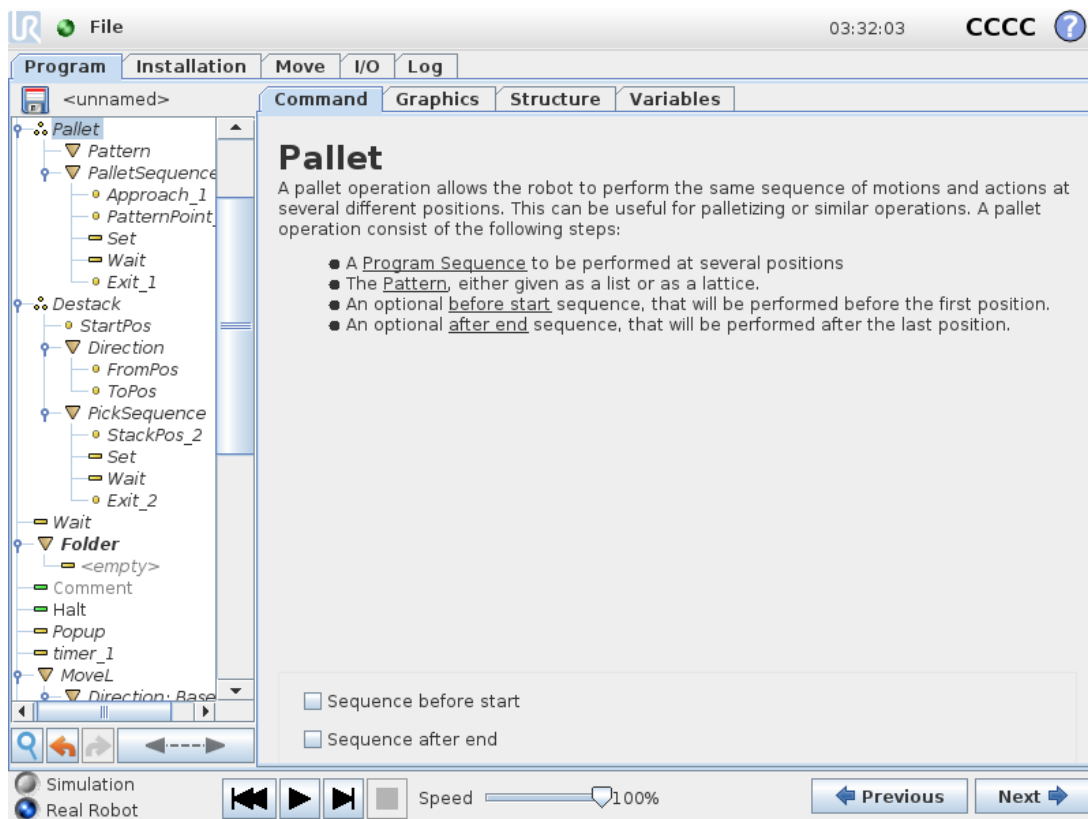 UR File 03:32:03 CCCC ?
Program Installation Move I/O Log
<unnamed> Command Graphics Structure Variables
Pallet
Pattern
PalletSequence
Approach_1
PatternPoint_
Set
Wait
Exit_1
Destack
StartPos
Direction
FromPos
ToPos
PickSequence
StackPos_2
Set
Wait
Exit_2
Wait
Folder
<empty>
Comment
Halt
Popup
timer_1
MoveL
Direction: Base
Pallet
A pallet operation allows the robot to perform the same sequence of motions and actions at
several different positions. This can be useful for palletizing or similar operations. A pallet
operation consist of the following steps:
A Program Sequence to be performed at several positions
The Pattern, either given as a list or as a lattice.
An optional before start sequence, that will be performed before the first position.
An optional after end sequence, that will be performed after the last position.
Sequence before start
Sequence after end
Simulation
Real Robot
Speed 100% Previous Next